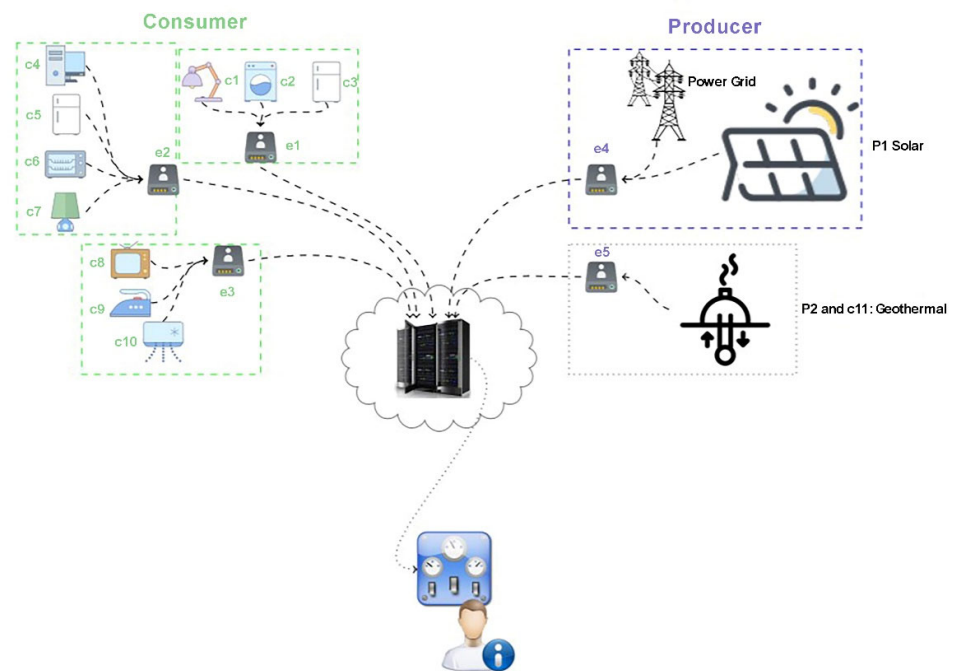 Consumer
Producer
c4
c1
c2
c3
Power Grid
c5
P1 Solar
e1
e2
e4
c6
c7
e5
c8
e3
c9
P2 and c11: Geothermal
c10
i